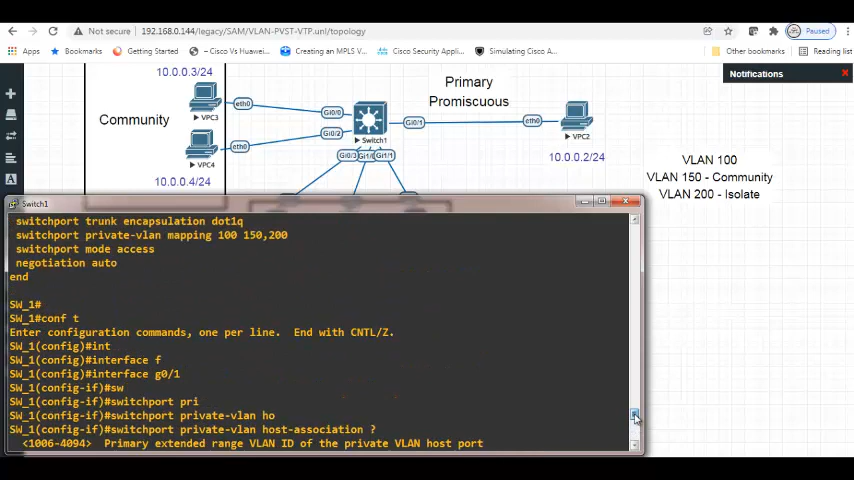 Not secure | 192.168.0.144/legacy/SAM/VLAN-PVST-VTP.unl/topology
Paused
Apps
Bookmarks
Getting Started
– Cisco Vs Huawei...
Creating an MPLS V...
Cisco Security Appl...
Simulating Cisco A...
Other bookmarks
Reading list
Notifications
10.0.0.3/24
Community
VPC3
eth0
Gi0/0
VPC4
eth0
Gi0/2
10.0.0.4/24
Switch1
Gi0/3
Gi1/1
Gi0/1
Primary
Promiscuous
eth0
VPC2
10.0.0.2/24
VLAN 100
VLAN 150 - Community
VLAN 200 - Isolate
Switch1
switchport trunk encapsulation dot1q
switchport private-vlan mapping 100 150,200
switchport mode access
negotiation auto
end
SW_1#
SW_1#conf t
Enter configuration commands, one per line. End with CNTL/Z.
SW_1(config)#int
SW_1(config)#interface f
SW_1(config)#interface g0/1
SW_1(config-if)#sw
SW_1(config-if)#switchport pri
SW_1(config-if)#switchport private-vlan ho
SW_1(config-if)#switchport private-vlan host-association ?
<1006-4094> Primary extended range VLAN ID of the private VLAN host port